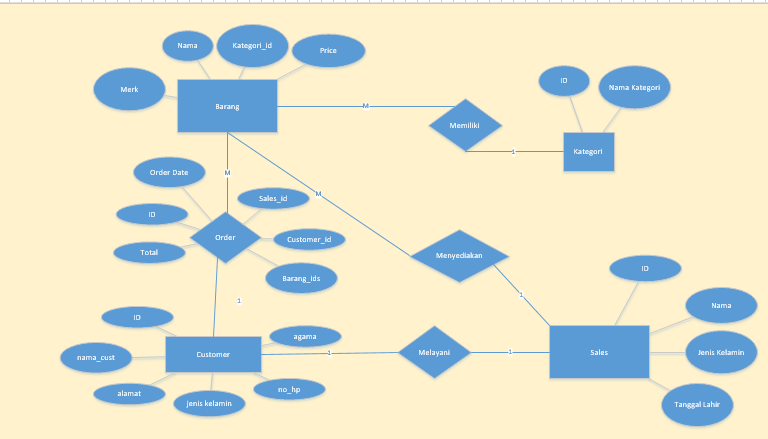 Nama
Kategori_id
Price
Merk
Barang
M
Memiliki
1
ID
Nama Kategori
Kategori
Order Date
M
Sales_id
M
ID
Order
Customer_id
Total
Barang_ids
Menyediakan
1
ID
1
ID
Nama
nama_cust
Customer
agama
1
Melayani
1
Sales
Jenis Kelamin
alamat
jenis kelamin
no_hp
Tanggal Lahir